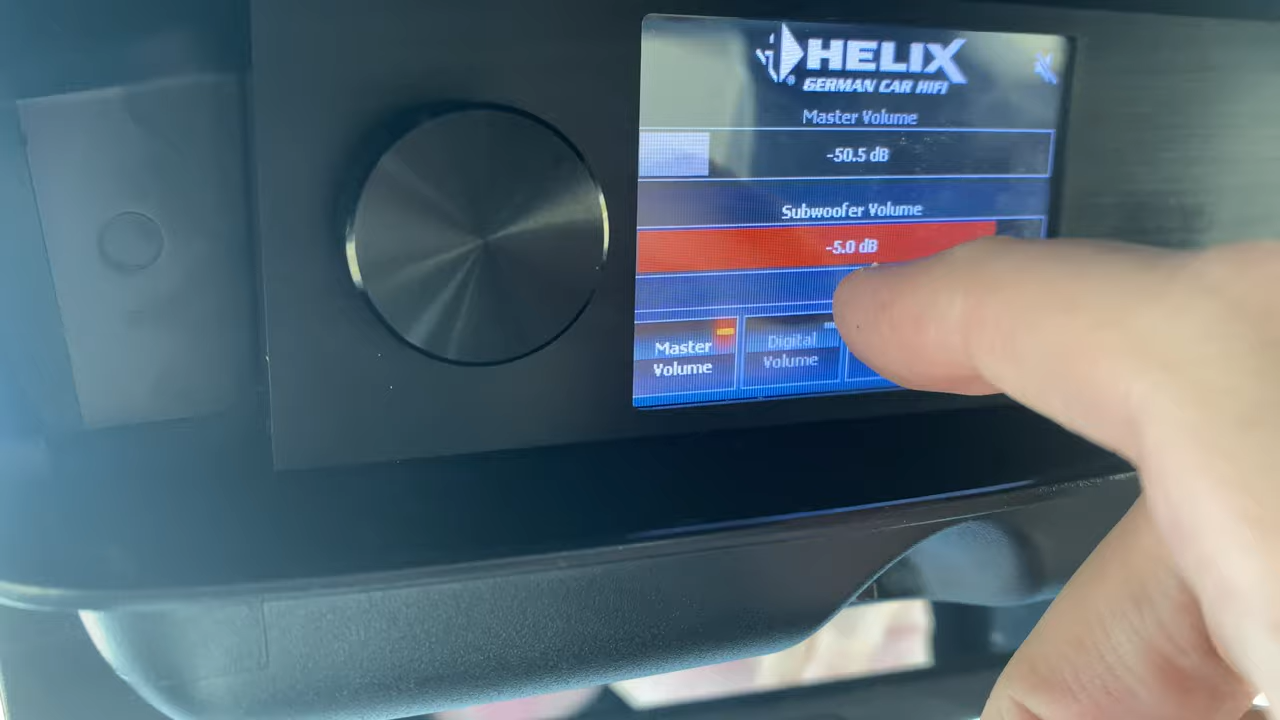 HELIX
GERMAN CAR HIFI
Master Volume
-50.5 dB
Subwoofer Volume
-5.0 dB
Master
Volume
Digital
Volume